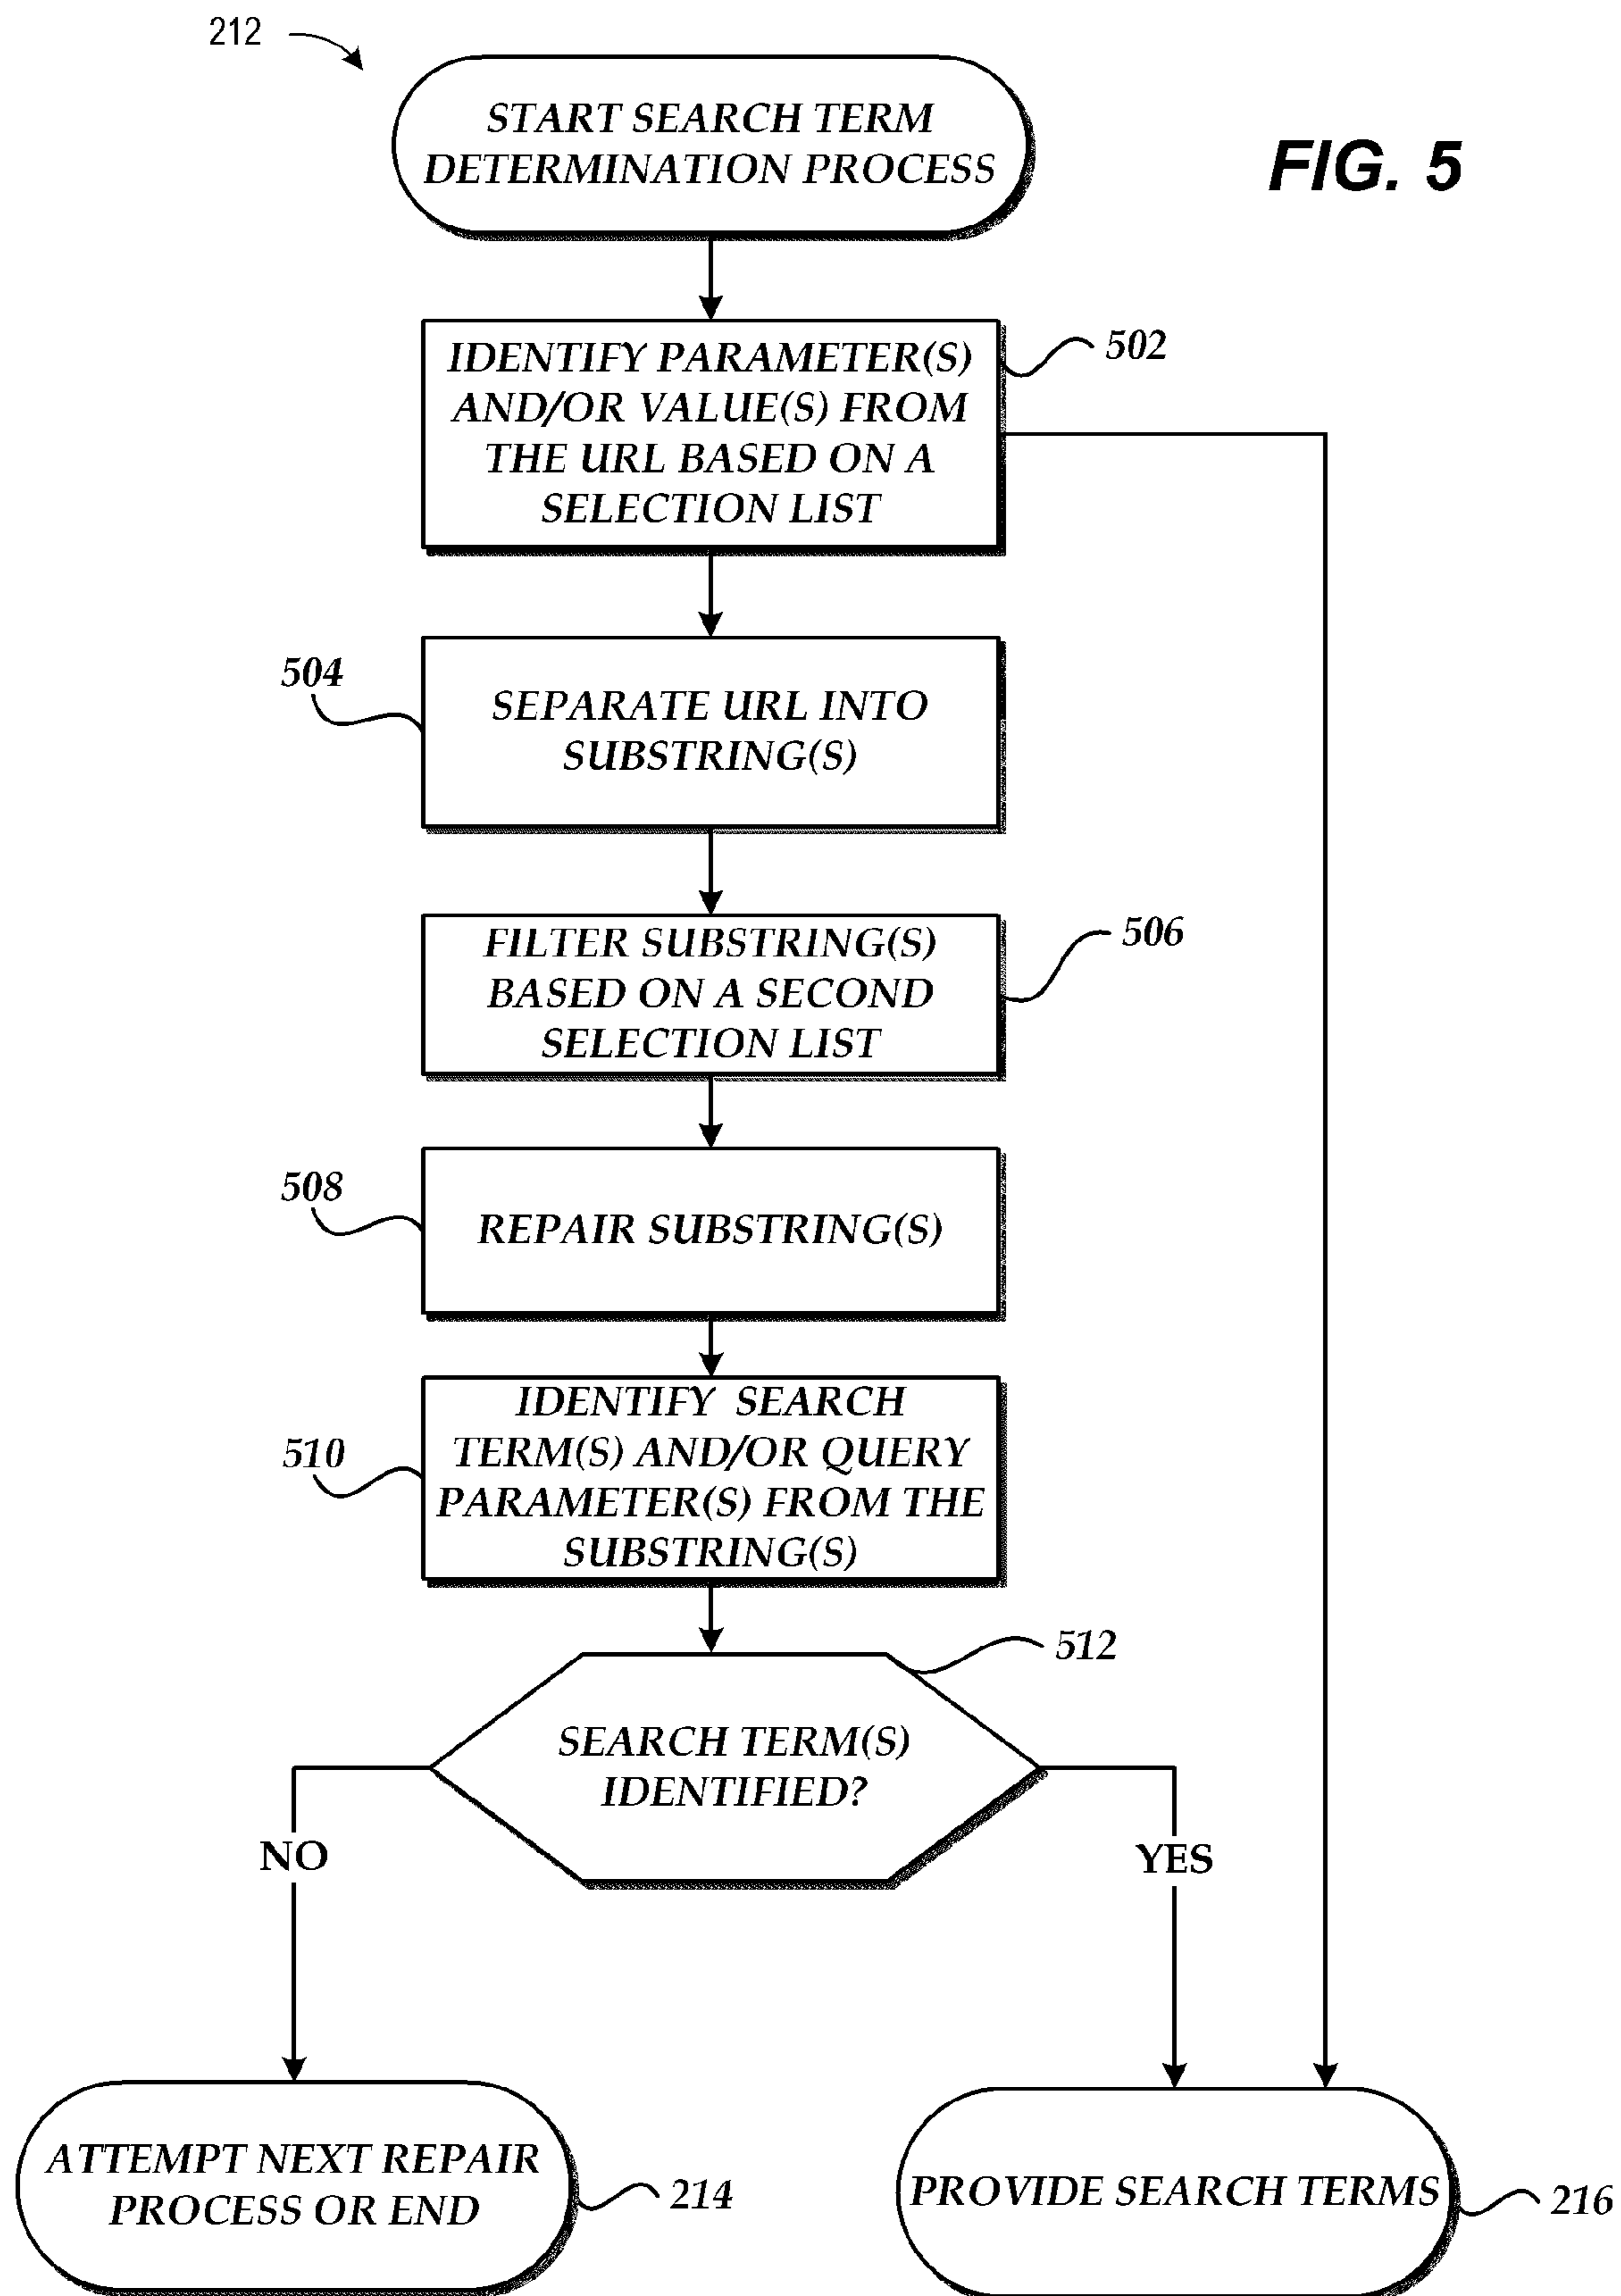 212
START SEARCH TERM
DETERMINATION PROCESS
FIG. 5
IDENTIFY PARAMETER(S)
AND/OR VALUE(S) FROM
THE URL BASED ON A
SELECTION LIST
502
504
SEPARATE URL INTO
SUBSTRING(S)
FILTER SUBSTRING(S)
BASED ON A SECOND
SELECTION LIST
506
508
REPAIR SUBSTRING(S)
IDENTIFY SEARCH
TERM(S) AND/OR QUERY
PARAMETER(S) FROM THE
SUBSTRING(S)
510
512
SEARCH TERM(S)
IDENTIFIED?
NO
YES
ATTEMPT NEXT REPAIR
PROCESS OR END
214
PROVIDE SEARCH TERMS
216